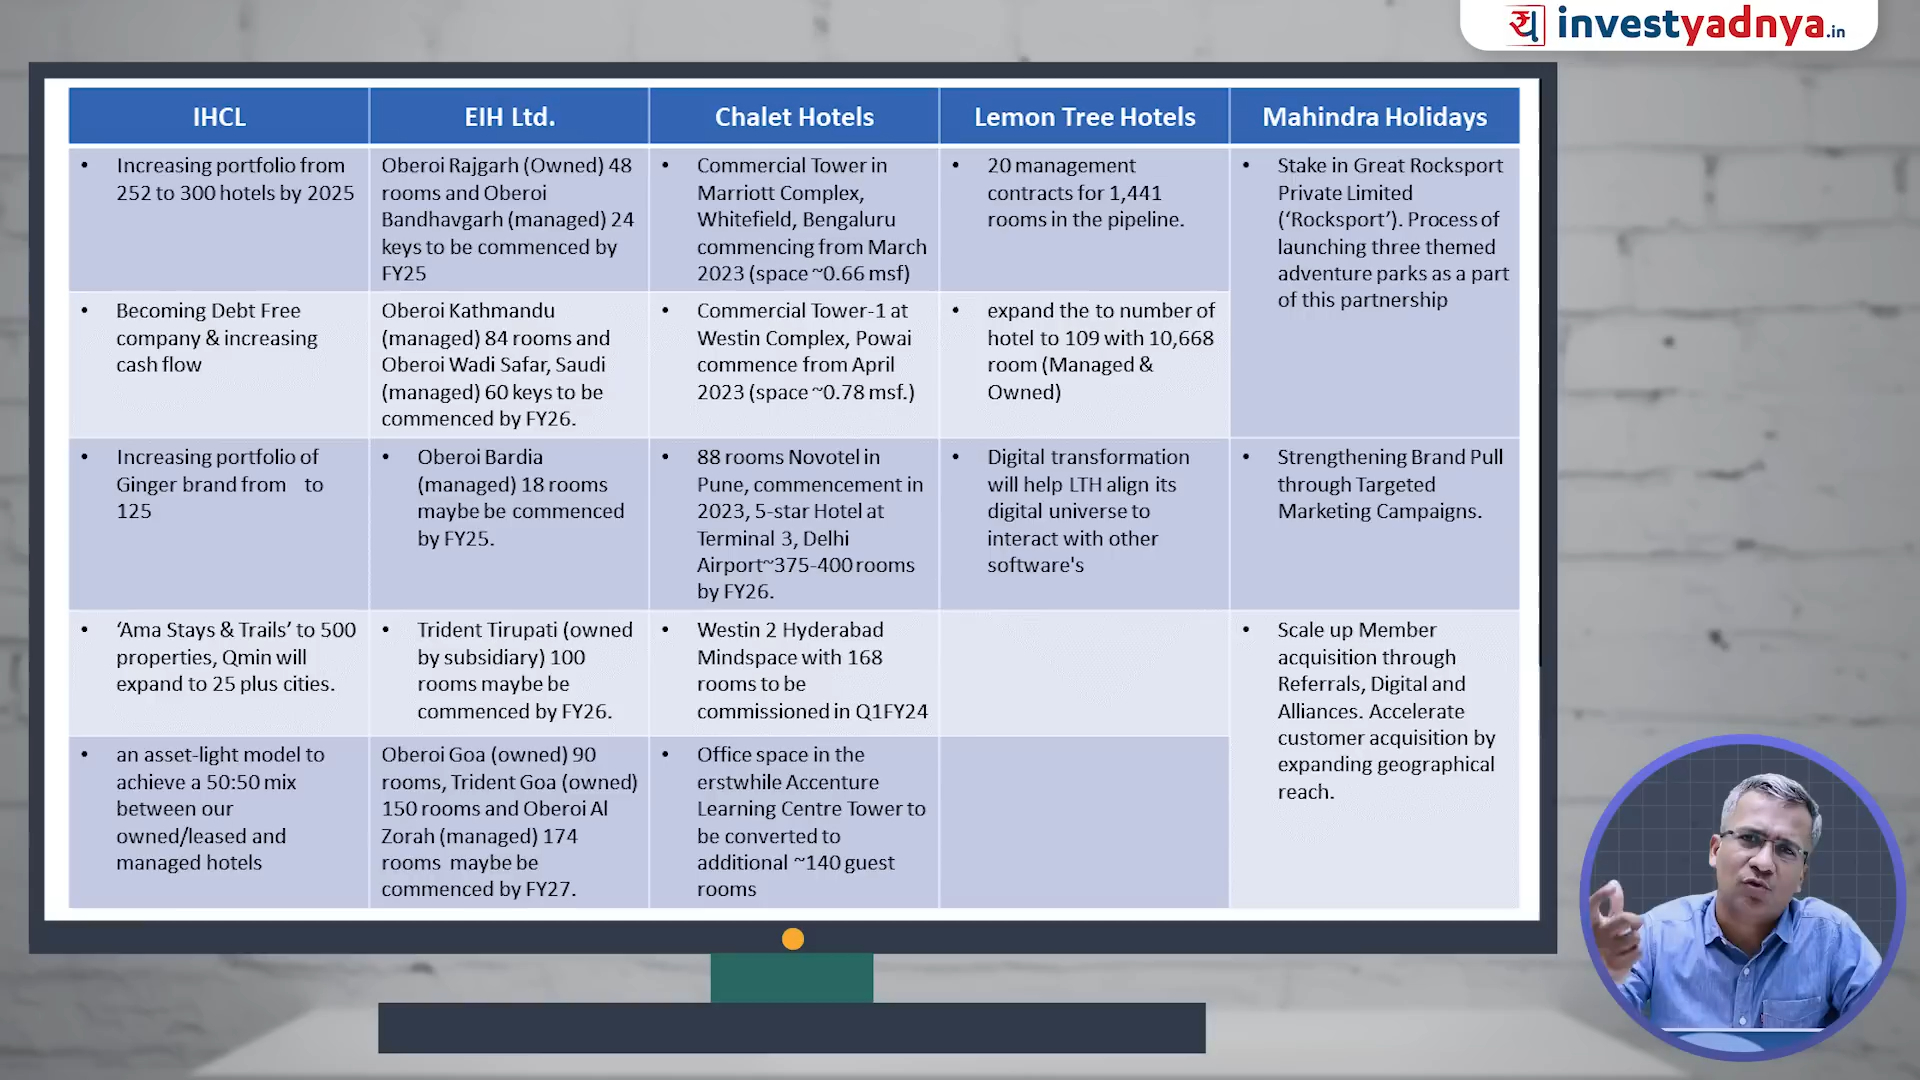 investyadnya.in
IHCL
EIH Ltd.
Chalet Hotels
Lemon Tree Hotels
Mahindra Holidays
• Increasing portfolio from
252 to 300 hotels by 2025
Oberoi Rajgarh (Owned) 48
rooms and Oberoi
Bandhavgarh (managed) 24
keys to be commenced by
FY25
• Commercial Tower in
Marriott Complex,
Whitefield, Bengaluru
commencing from March
2023 (space ~0.66 msf)
• 20 management
contracts for 1,441
rooms in the pipeline.
• Stake in Great Rocksport
Private Limited
(‘Rocksport’). Process of
launching three themed
adventure parks as a part
of this partnership
• Becoming Debt Free
company & increasing
cash flow
Oberoi Kathmandu
(managed) 84 rooms and
Oberoi Wadi Safar, Saudi
(managed) 60 keys to be
commenced by FY26.
• Commercial Tower-1 at
Westin Complex, Powai
commence from April
2023 (space ~0.78 msf.)
• expand the to number of
hotel to 109 with 10,668
room (Managed &
Owned)
• Increasing portfolio of
Ginger brand from to
125
• Oberoi Bardia
(managed) 18 rooms
maybe be commenced
by FY25.
• 88 rooms Novotel in
Pune, commencement in
2023, 5-star Hotel at
Terminal 3, Delhi
Airport~375-400 rooms
by FY26.
• Digital transformation
will help LTH align its
digital universe to
interact with other
software's
• Strengthening Brand Pull
through Targeted
Marketing Campaigns.
• ‘Ama Stays & Trails’ to 500
properties, Qmin will
expand to 25 plus cities.
• Trident Tirupati (owned
by subsidiary) 100
rooms maybe be
commenced by FY26.
• Westin 2 Hyderabad
Mindspace with 168
rooms to be
commissioned in Q1FY24
• Scale up Member
acquisition through
Referrals, Digital and
Alliances. Accelerate
customer acquisition by
expanding geographical
reach.
• an asset-light model to
achieve a 50:50 mix
between our
owned/leased and
managed hotels
Oberoi Goa (owned) 90
rooms, Trident Goa (owned)
150 rooms and Oberoi Al
Zorah (managed) 174
rooms maybe be
commenced by FY27.
• Office space in the
erstwhile Accenture
Learning Centre Tower to
be converted to
additional ~140 guest
rooms